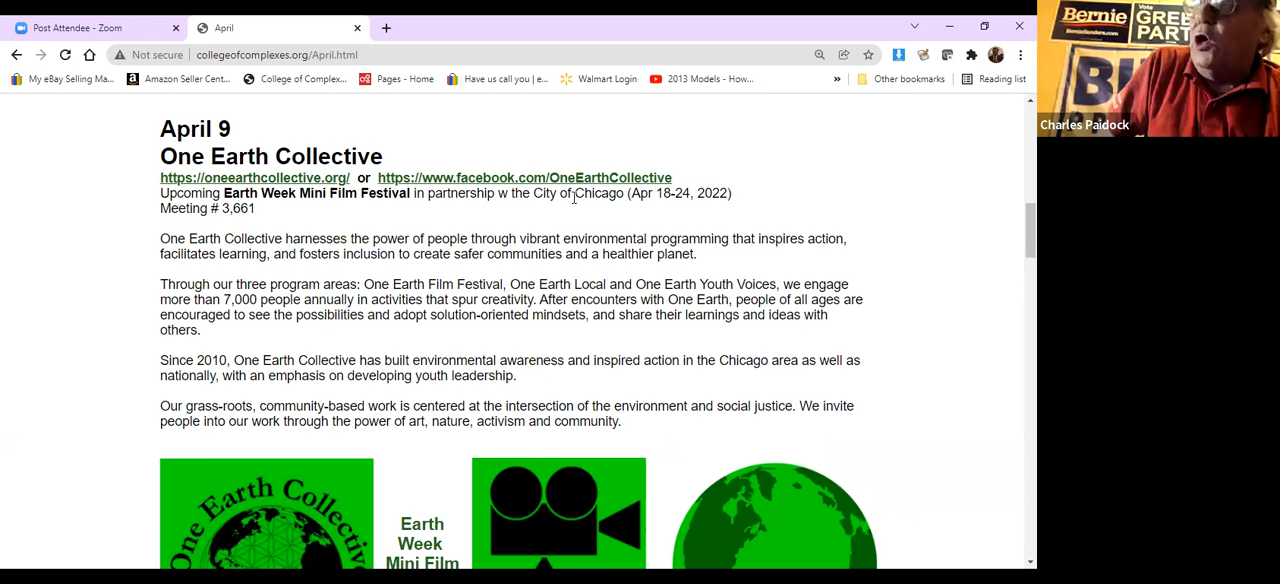 Post Attendee - Zoom
April
Not secure
collegeofcomplexes.org/April.html
My eBay Selling Ma...
Amazon Seller Cent...
College of Complex...
Pages - Home
Have us call you | e...
Walmart Login
2013 Models - How...
»
Other bookmarks
Reading list
April 9
One Earth Collective
https://oneearthcollective.org/ or https://www.facebook.com/OneEarthCollective
Upcoming Earth Week Mini Film Festival in partnership w the City of Chicago (Apr 18-24, 2022)
Meeting # 3,661
One Earth Collective harnesses the power of people through vibrant environmental programming that inspires action,
facilitates learning, and fosters inclusion to create safer communities and a healthier planet.
Through our three program areas: One Earth Film Festival, One Earth Local and One Earth Youth Voices, we engage
more than 7,000 people annually in activities that spur creativity. After encounters with One Earth, people of all ages are
encouraged to see the possibilities and adopt solution-oriented mindsets, and share their learnings and ideas with
others.
Since 2010, One Earth Collective has built environmental awareness and inspired action in the Chicago area as well as
nationally, with an emphasis on developing youth leadership.
Our grass-roots, community-based work is centered at the intersection of the environment and social justice. We invite
people into our work through the power of art, nature, activism and community.
One Earth Collective
Earth
Week
Mini Film
Bernie
Vote
GREE
PART
Charles Paidock